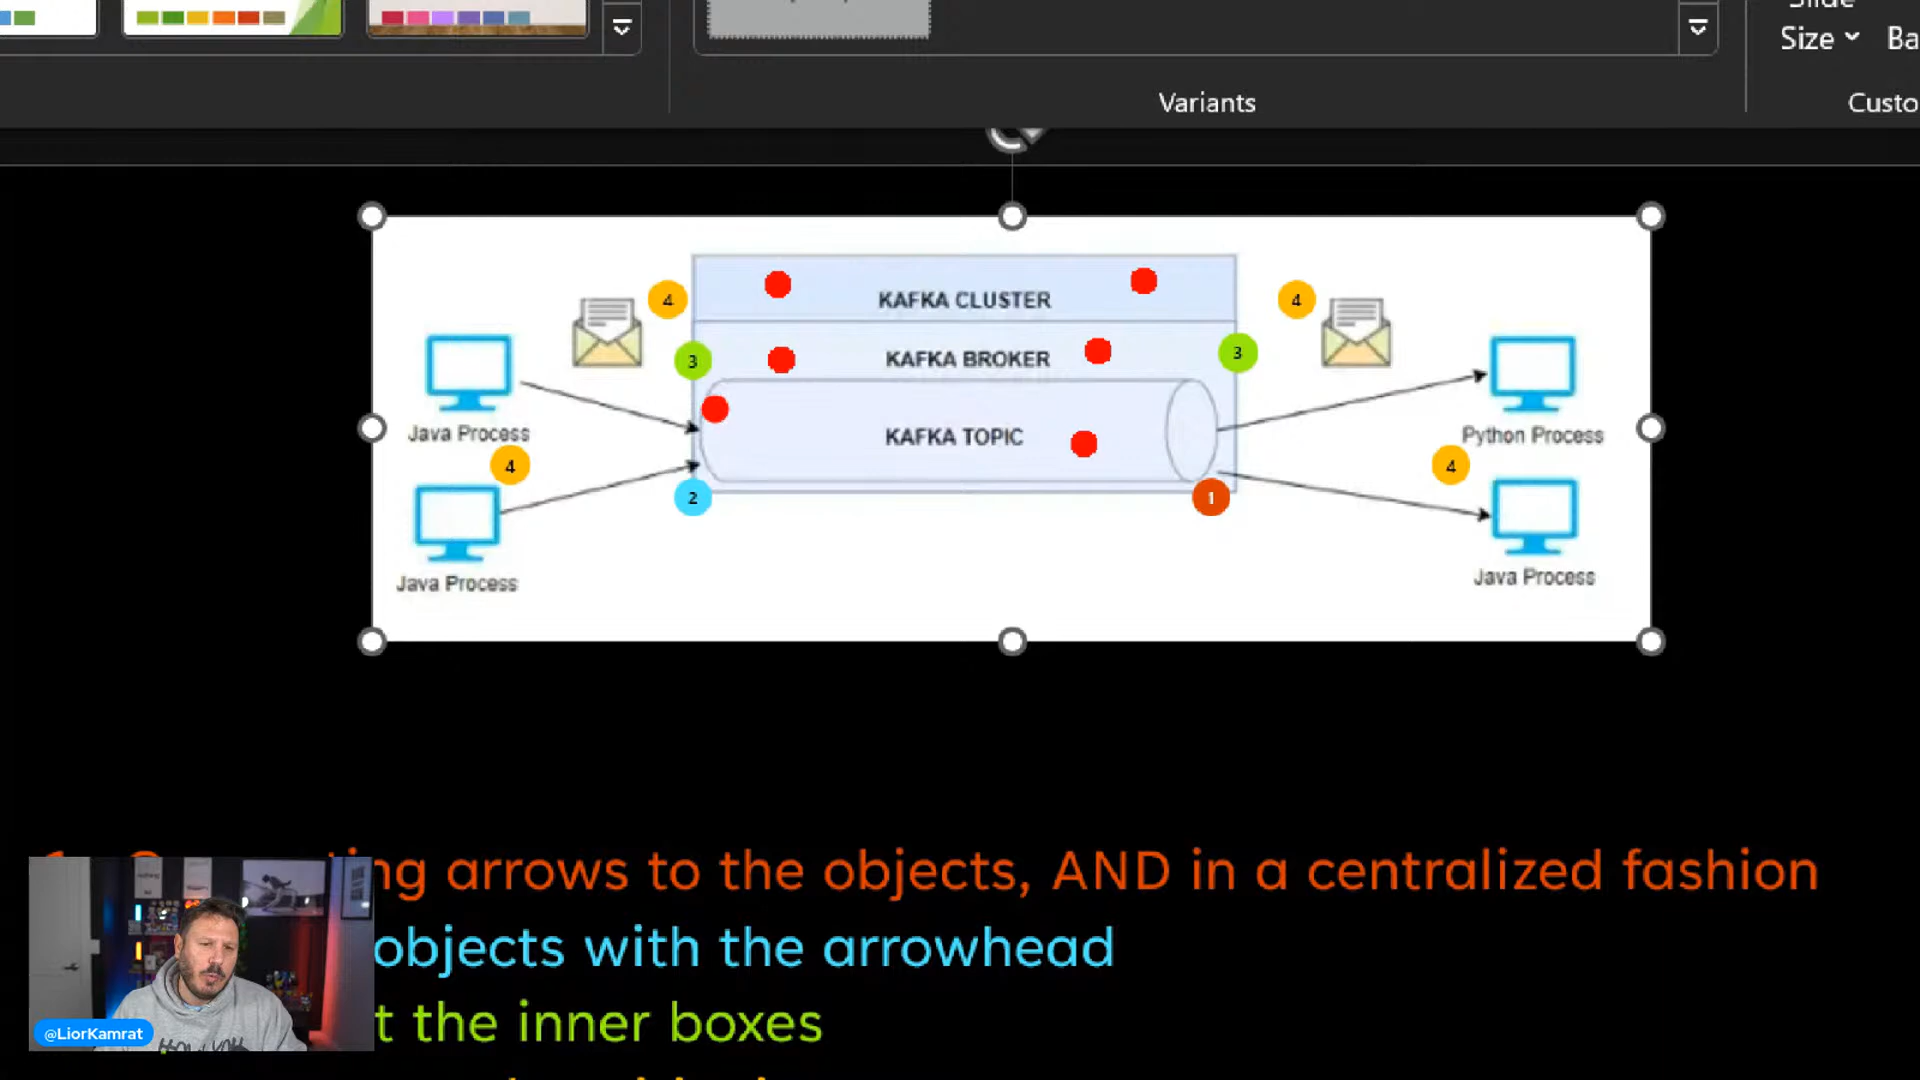 Slide
Size
Ba
Variants
Custo
KAFKA CLUSTER
KAFKA BROKER
KAFKA TOPIC
4
4
3
3
Java Process
Python Process
4
4
2
1
Java Process
Java Process
ng arrows to the objects, AND in a centralized fashion
objects with the arrowhead
t the inner boxes
@LiorKamrat